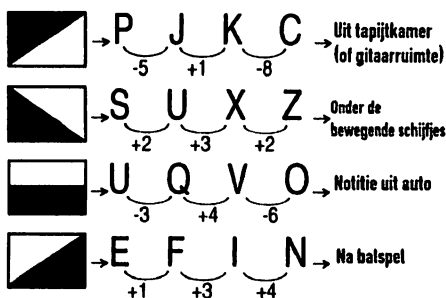 P J K C
Uit tapijtkamer
(of gitaarruimte)
-5 +1 -8
S U X Z
Onder de
bewegende schijfjes
+2 +3 +2
U Q V O
Notitie uit auto
-3 +4 -6
E F I N
Na balspel
+1 +3 +4